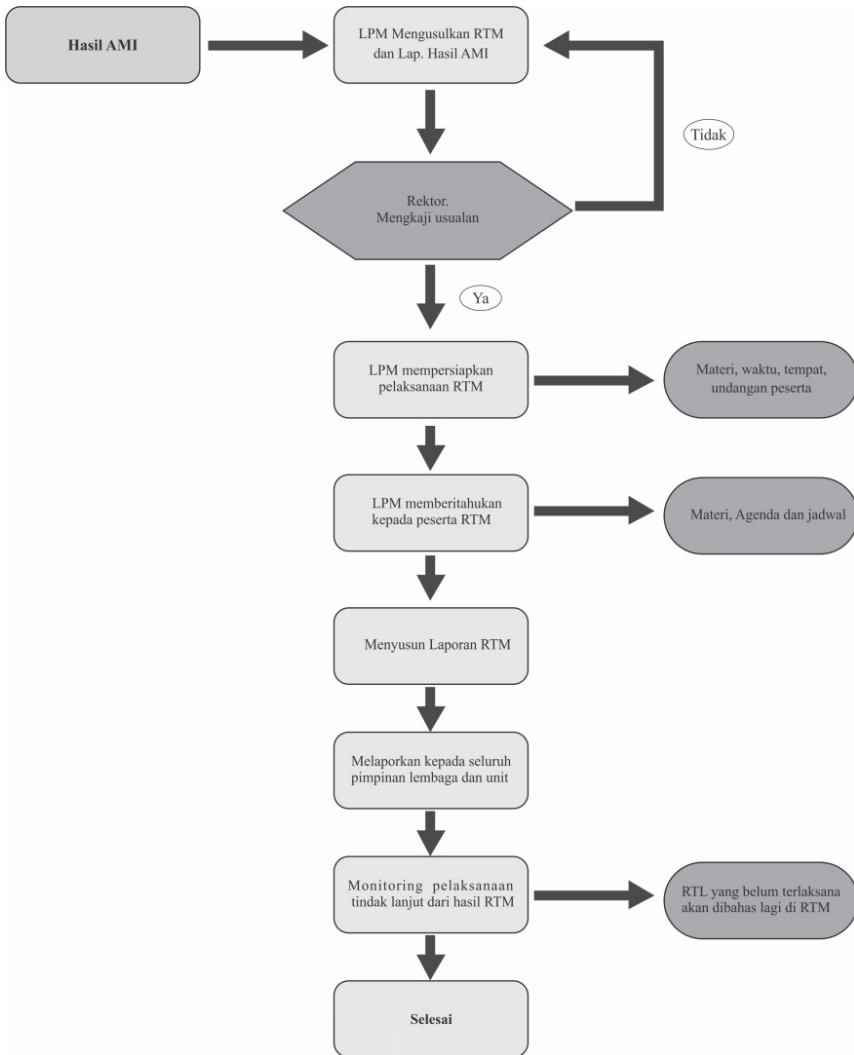 Hasil AMI
LPM Mengusulkan RTM
dan Lap. Hasil AMI
Tidak
Rektor.
Mengkaji usualan
Ya
LPM mempersiapkan
pelaksanaan RTM
Materi, waktu, tempat,
undangan peserta
LPM memberitahukan
kepada peserta RTM
Materi, Agenda dan jadwal
Menyusun Laporan RTM
Melaporkan kepada seluruh
pimpinan lembaga dan unit
Monitoring pelaksanaan
tindak lanjut dari hasil RTM
RTL yang belum terlaksana
akan dibahas lagi di RTM
Selesai